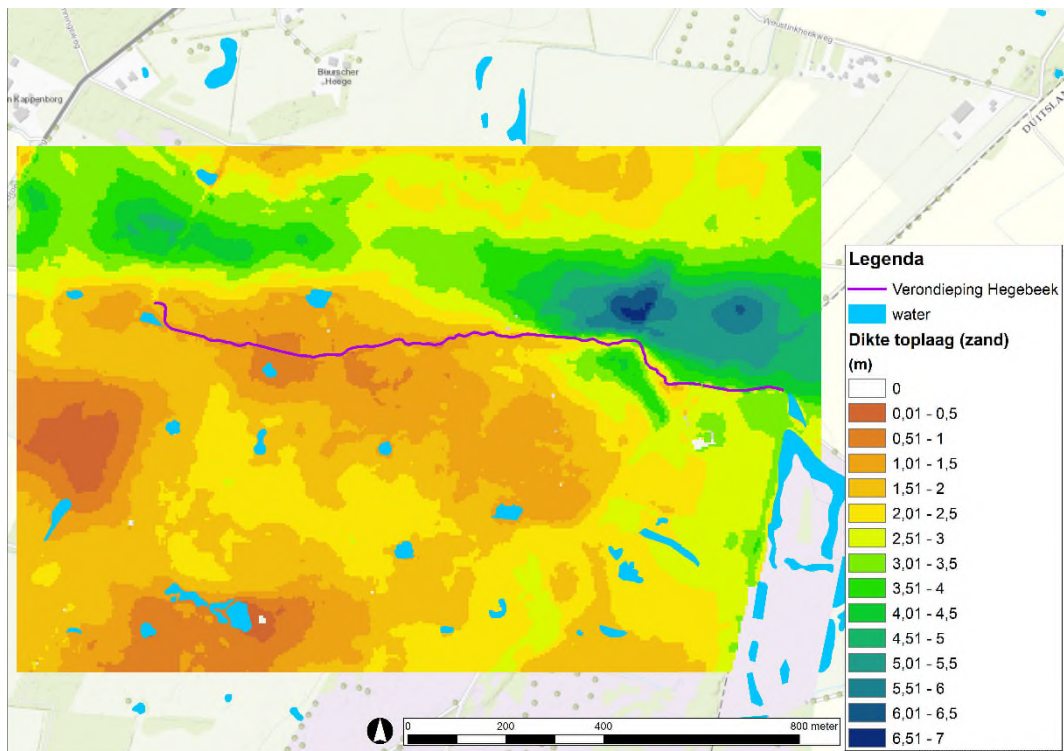 Woustinkhoekweg
Buurscher
Heege
n Kappenborg
DUITSLAN
Legenda
Verondieping Hegebeek
water
Dikte toplaag (zand)
(m)
0
0,01 - 0,5
0,51 - 1
1,01 - 1,5
1,51 - 2
2,01 - 2,5
2,51 - 3
3,01 - 3,5
3,51 - 4
4,01 - 4,5
4,51 - 5
5,01 - 5,5
5,51 - 6
6,01 - 6,5
6,51 - 7
0 200 400 800 meter